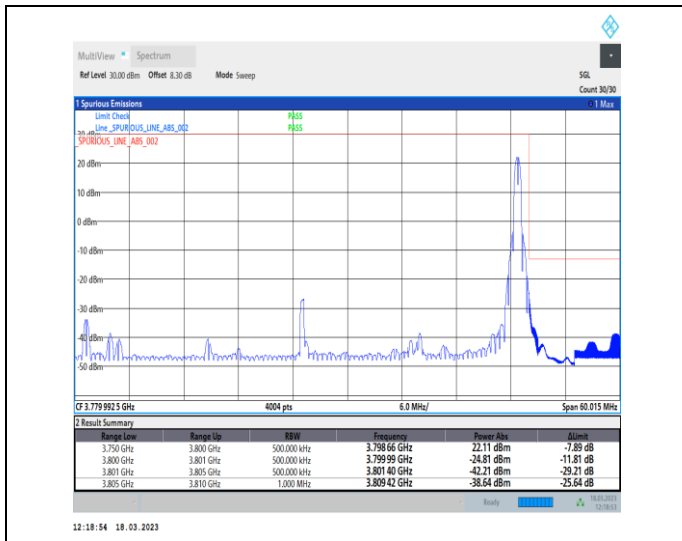 MultiView Spectrum
Ref Level 30.00 dBm Offset 8.30 dB Mode Sweep SGL
Count 30/30
1 Spurious Emissions 1 Max
Limit Check PASS
Line _SPURIOUS_LINE_ABS_002 PASS
30 dBm
_SPURIOUS_LINE_ABS_002
20 dBm
10 dBm
0 dBm
-10 dBm
-20 dBm
-30 dBm
-40 dBm
-50 dBm
CF 3.779 992 5 GHz 4004 pts 6.0 MHz/ Span 60.015 MHz
2 Result Summary
Range Low Range Up RBW Frequency Power Abs ΔLimit
3.750 GHz 3.800 GHz 500.000 kHz 3.798 66 GHz 22.11 dBm -7.89 dB
3.800 GHz 3.801 GHz 500.000 kHz 3.799 99 GHz -24.81 dBm -11.81 dB
3.801 GHz 3.805 GHz 500.000 kHz 3.801 40 GHz -42.21 dBm -29.21 dB
3.805 GHz 3.810 GHz 1.000 MHz 3.809 42 GHz -38.64 dBm -25.64 dB
Ready 18.03.2023
12:18:53
12:18:54 18.03.2023